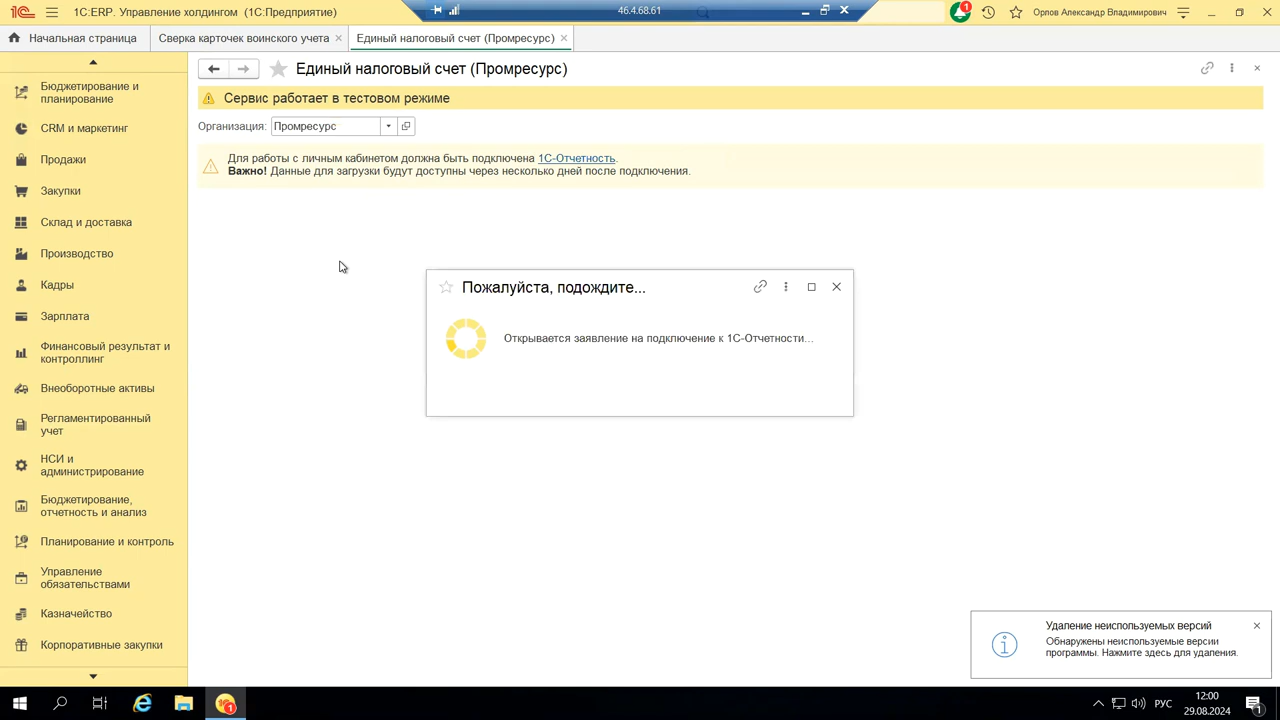 1С:ERP. Управление холдингом (1С:Предприятие)
46.4.68.61
1
Орлов Александр Владимирович
Начальная страница
Сверка карточек воинского учета
Единый налоговый счет (Промресурс)
Единый налоговый счет (Промресурс)
Сервис работает в тестовом режиме
Организация: Промресурс
Для работы с личным кабинетом должна быть подключена 1С-Отчетность.
Важно! Данные для загрузки будут доступны через несколько дней после подключения.
Бюджетирование и
планирование
CRM и маркетинг
Продажи
Закупки
Склад и доставка
Производство
Кадры
Зарплата
Финансовый результат и
контроллинг
Внеоборотные активы
Регламентированный
учет
НСИ и
администрирование
Бюджетирование,
отчетность и анализ
Планирование и контроль
Управление
обязательствами
Казначейство
Корпоративные закупки
Пожалуйста, подождите...
Открывается заявление на подключение к 1С-Отчетности...
Удаление неиспользуемых версий
Обнаружены неиспользуемые версии
программы. Нажмите здесь для удаления.
1
РУС
12:00
29.08.2024
1